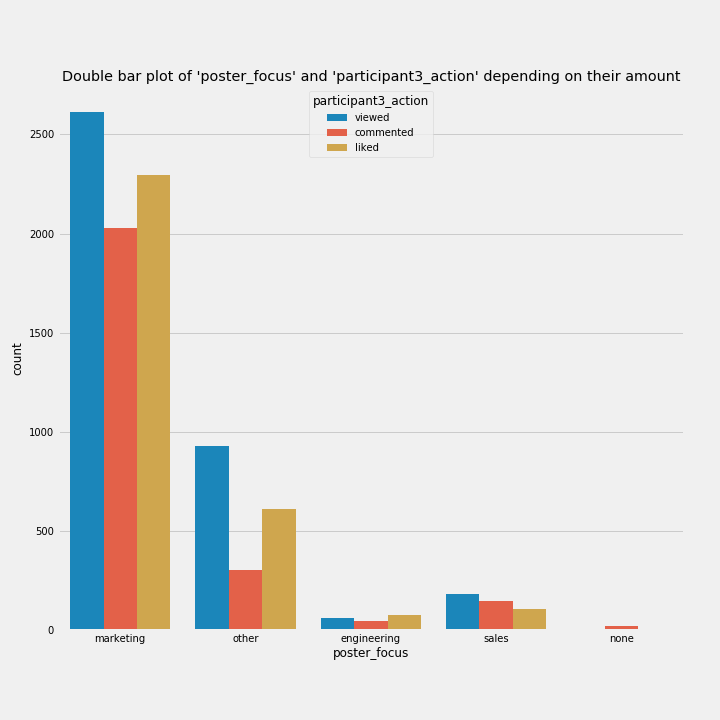 Double bar plot of 'poster_focus' and 'participant3_action' depending on their amount
participant3_action
viewed
commented
liked
2500
2000
1500
1000
500
0
count
marketing
other
engineering
sales
none
poster_focus